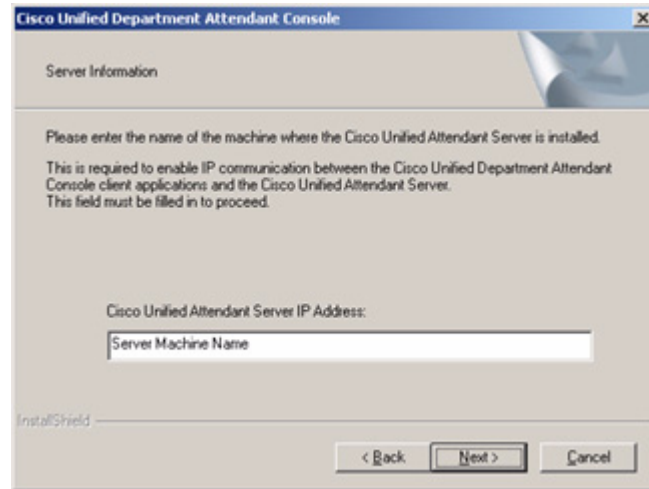 Cisco Unified Department Attendant Console
Server Information
Please enter the name of the machine where the Cisco Unified Attendant Server is installed.
This is required to enable IP communication between the Cisco Unified Department Attendant
Console client applications and the Cisco Unified Attendant Server.
This field must be filled in to proceed.
Cisco Unified Attendant Server IP Address:
Server Machine Name
InstallShield
< Back
Next >
Cancel